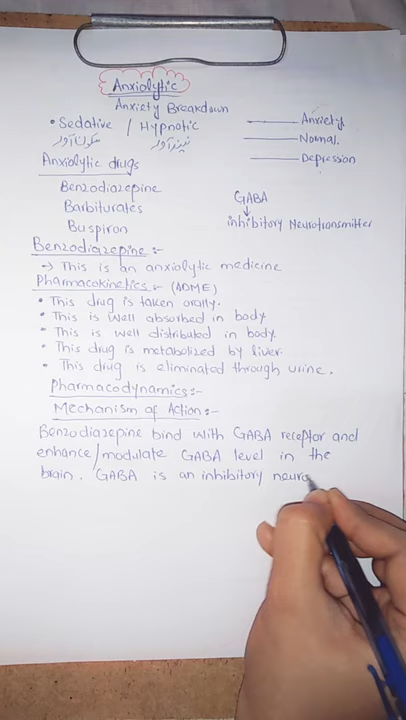 Anxiolytic
Anxiety Breakdown
• Sedative / Hypnotic
سکون آور نیند آور
Anxiety
Normal.
Depression
Anxiolytic drugs
Benzodiazepine
Barbiturates
Buspiron
GABA
↓
inhibitory Neurotransmitter
Benzodiazepine :-
→ This is an anxiolytic medicine
Pharmacokinetics :- (ADME)
• This drug is taken orally.
• This is well absorbed in body
• This is well distributed in body.
• This drug is metabolized by liver.
• This drug is eliminated through urine.
Pharmacodynamics :-
Mechanism of Action :-
Benzodiazepine bind with GABA receptor and
enhance/modulate GABA level in the
brain. GABA is an inhibitory neuro